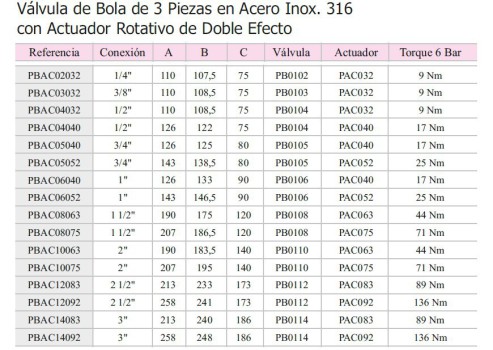 Válvula de Bola de 3 Piezas en Acero Inox. 316
con Actuador Rotativo de Doble Efecto
Referencia Conexión A B C Válvula Actuador Torque 6 Bar
PBAC02032 1/4" 110 107,5 75 PB0102 PAC032 9 Nm
PBAC03032 3/8" 110 108,5 75 PB0103 PAC032 9 Nm
PBAC04032 1/2" 110 108,5 75 PB0104 PAC032 9 Nm
PBAC04040 1/2" 126 122 75 PB0104 PAC040 17 Nm
PBAC05040 3/4" 126 125 80 PB0105 PAC040 17 Nm
PBAC05052 3/4" 143 138,5 80 PB0105 PAC052 25 Nm
PBAC06040 1" 126 133 90 PB0106 PAC040 17 Nm
PBAC06052 1" 143 146,5 90 PB0106 PAC052 25 Nm
PBAC08063 1 1/2" 190 175 120 PB0108 PAC063 44 Nm
PBAC08075 1 1/2" 207 186,5 120 PB0108 PAC075 71 Nm
PBAC10063 2" 190 183,5 140 PB0110 PAC063 44 Nm
PBAC10075 2" 207 195 140 PB0110 PAC075 71 Nm
PBAC12083 2 1/2" 213 233 173 PB0112 PAC083 89 Nm
PBAC12092 2 1/2" 258 241 173 PB0112 PAC092 136 Nm
PBAC14083 3" 213 240 186 PB0114 PAC083 89 Nm
PBAC14092 3" 258 248 186 PB0114 PAC092 136 Nm